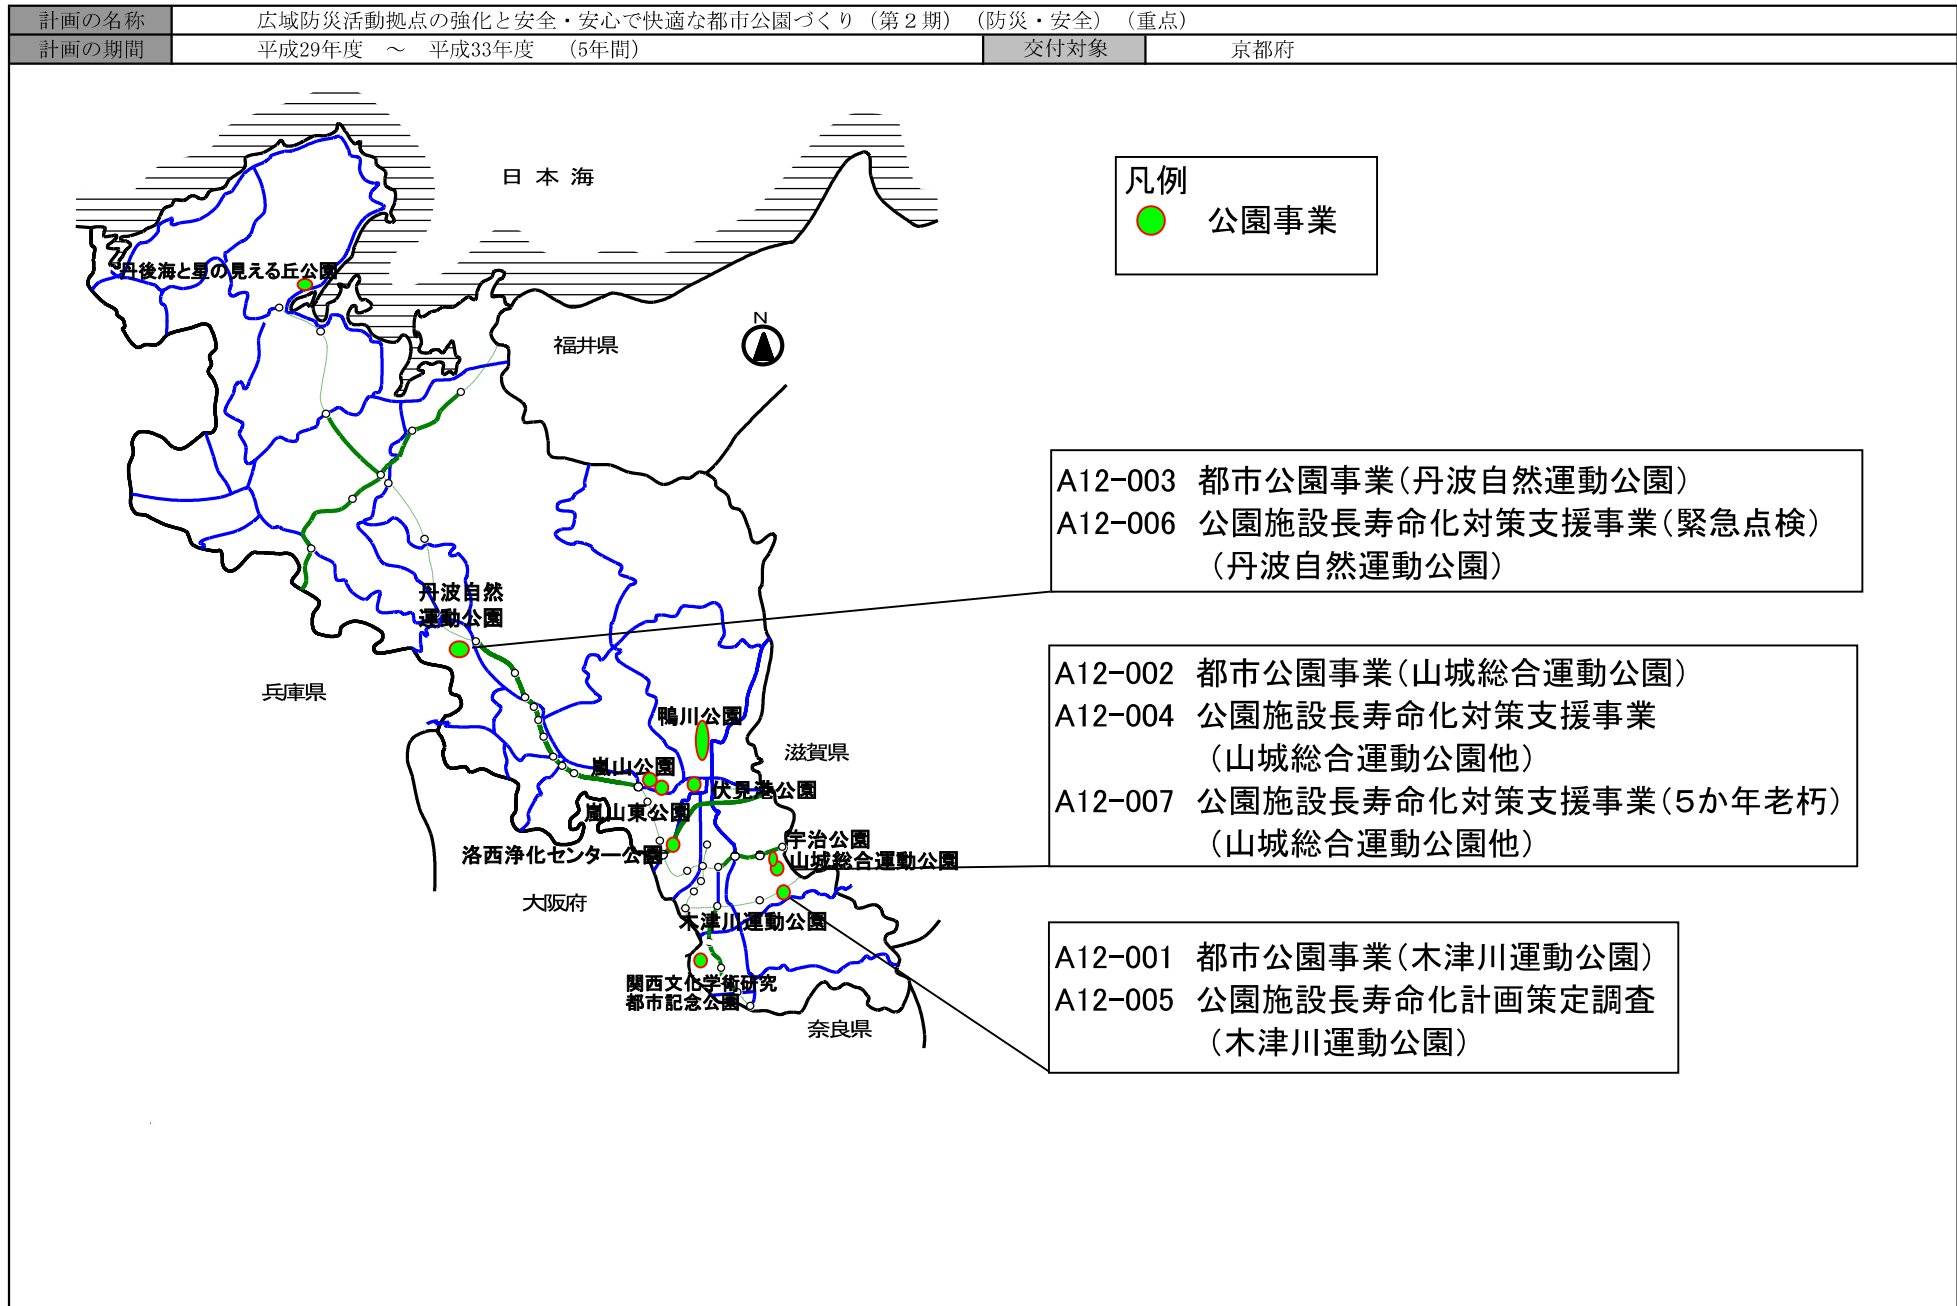 計画の名称 広域防災活動拠点の強化と安全・安心で快適な都市公園づくり（第２期）（防災・安全）（重点）
計画の期間 平成29年度 ～ 平成33年度 （5年間） 交付対象 京都府
日本海
凡例
公園事業
丹後海と星の見える丘公園
N
福井県
A12-003 都市公園事業（丹波自然運動公園）
A12-006 公園施設長寿命化対策支援事業（緊急点検）
（丹波自然運動公園）
丹波自然
運動公園
兵庫県
A12-002 都市公園事業（山城総合運動公園）
A12-004 公園施設長寿命化対策支援事業
（山城総合運動公園他）
A12-007 公園施設長寿命化対策支援事業（５か年老朽）
（山城総合運動公園他）
鴨川公園
滋賀県
嵐山公園
伏見港公園
嵐山東公園
宇治公園
洛西浄化センター公園
山城総合運動公園
大阪府
木津川運動公園
A12-001 都市公園事業（木津川運動公園）
A12-005 公園施設長寿命化計画策定調査
（木津川運動公園）
関西文化学術研究
都市記念公園
奈良県